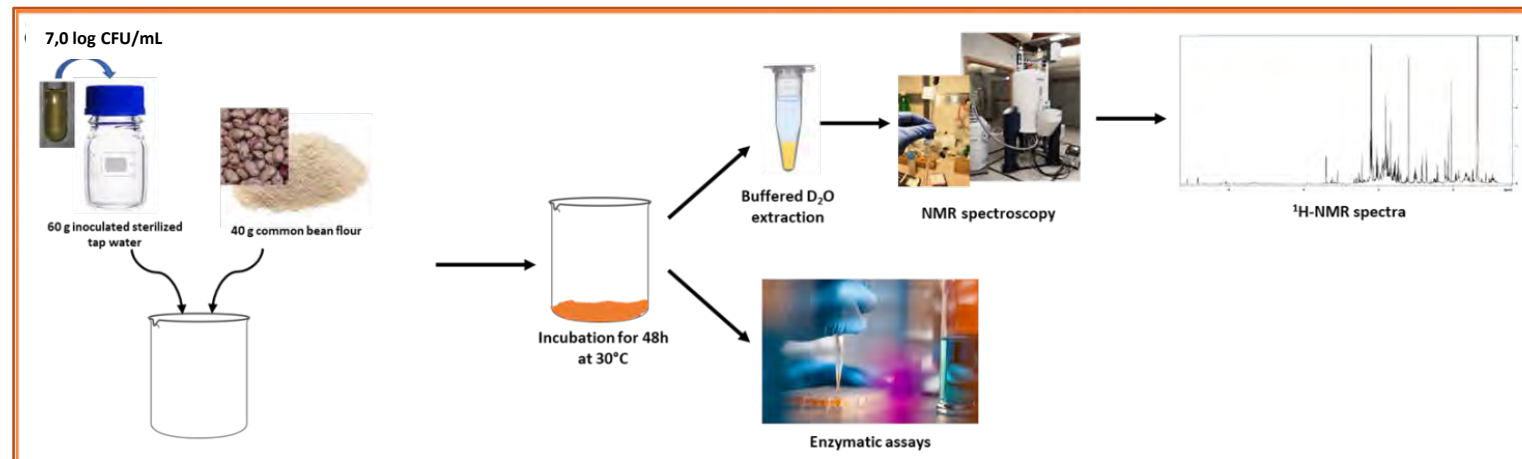 7,0 log CFU/mL
60 g inoculated sterilized
tap water
40 g common bean flour
Incubation for 48h
at 30°C
Buffered D₂O
extraction
NMR spectroscopy
¹H-NMR spectra
Enzymatic assays